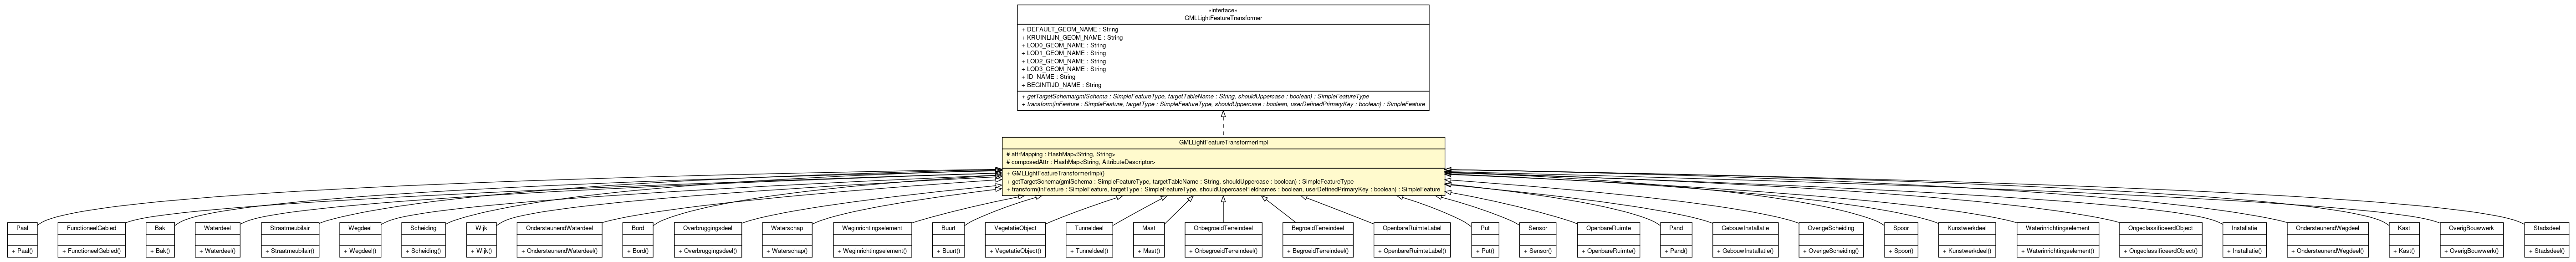 «interface»
GMLLightFeatureTransformer
+ DEFAULT_GEOM_NAME : String
+ KRUINLIJN_GEOM_NAME : String
+ LOD0_GEOM_NAME : String
+ LOD1_GEOM_NAME : String
+ LOD2_GEOM_NAME : String
+ LOD3_GEOM_NAME : String
+ ID_NAME : String
+ BEGINTIJD_NAME : String
+ getTargetSchema(gmlSchema : SimpleFeatureType, targetTableName : String, shouldUppercase : boolean) : SimpleFeatureType
+ transform(inFeature : SimpleFeature, targetType : SimpleFeatureType, shouldUppercase : boolean, userDefinedPrimaryKey : boolean) : SimpleFeature
GMLLightFeatureTransformerImpl
# attrMapping : HashMap<String, String>
# composedAttr : HashMap<String, AttributeDescriptor>
+ GMLLightFeatureTransformerImpl()
+ getTargetSchema(gmlSchema : SimpleFeatureType, targetTableName : String, shouldUppercase : boolean) : SimpleFeatureType
+ transform(inFeature : SimpleFeature, targetType : SimpleFeatureType, shouldUppercaseFieldnames : boolean, userDefinedPrimaryKey : boolean) : SimpleFeature
Paal
+ Paal()
FunctioneelGebied
+ FunctioneelGebied()
Bak
+ Bak()
Waterdeel
+ Waterdeel()
Straatmeubilair
+ Straatmeubilair()
Wegdeel
+ Wegdeel()
Scheiding
+ Scheiding()
Wijk
+ Wijk()
OndersteunendWaterdeel
+ OndersteunendWaterdeel()
Bord
+ Bord()
Overbruggingsdeel
+ Overbruggingsdeel()
Waterschap
+ Waterschap()
Weginrichtingselement
+ Weginrichtingselement()
Buurt
+ Buurt()
VegetatieObject
+ VegetatieObject()
Tunneldeel
+ Tunneldeel()
Mast
+ Mast()
OnbegroeidTerreindeel
+ OnbegroeidTerreindeel()
BegroeidTerreindeel
+ BegroeidTerreindeel()
OpenbareRuimteLabel
+ OpenbareRuimteLabel()
Put
+ Put()
Sensor
+ Sensor()
OpenbareRuimte
+ OpenbareRuimte()
Pand
+ Pand()
GebouwInstallatie
+ GebouwInstallatie()
OverigeScheiding
+ OverigeScheiding()
Spoor
+ Spoor()
Kunstwerkdeel
+ Kunstwerkdeel()
Waterinrichtingselement
+ Waterinrichtingselement()
OngeclassificeerdObject
+ OngeclassificeerdObject()
Installatie
+ Installatie()
OndersteunendWegdeel
+ OndersteunendWegdeel()
Kast
+ Kast()
OverigBouwwerk
+ OverigBouwwerk()
Stadsdeel
+ Stadsdeel()